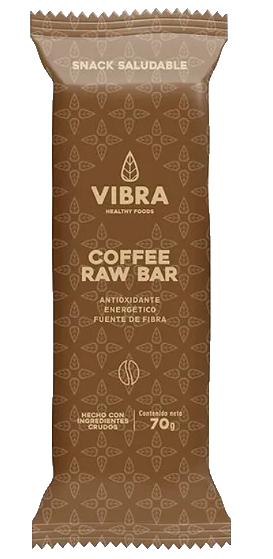 SNACK SALUDABLE
VIBRA
HEALTHY FOODS
COFFEE
RAW BAR
ANTIOXIDANTE
ENERGÉTICO
FUENTE DE FIBRA
HECHO CON
INGREDIENTES
CRUDOS
Contenido neto
70g